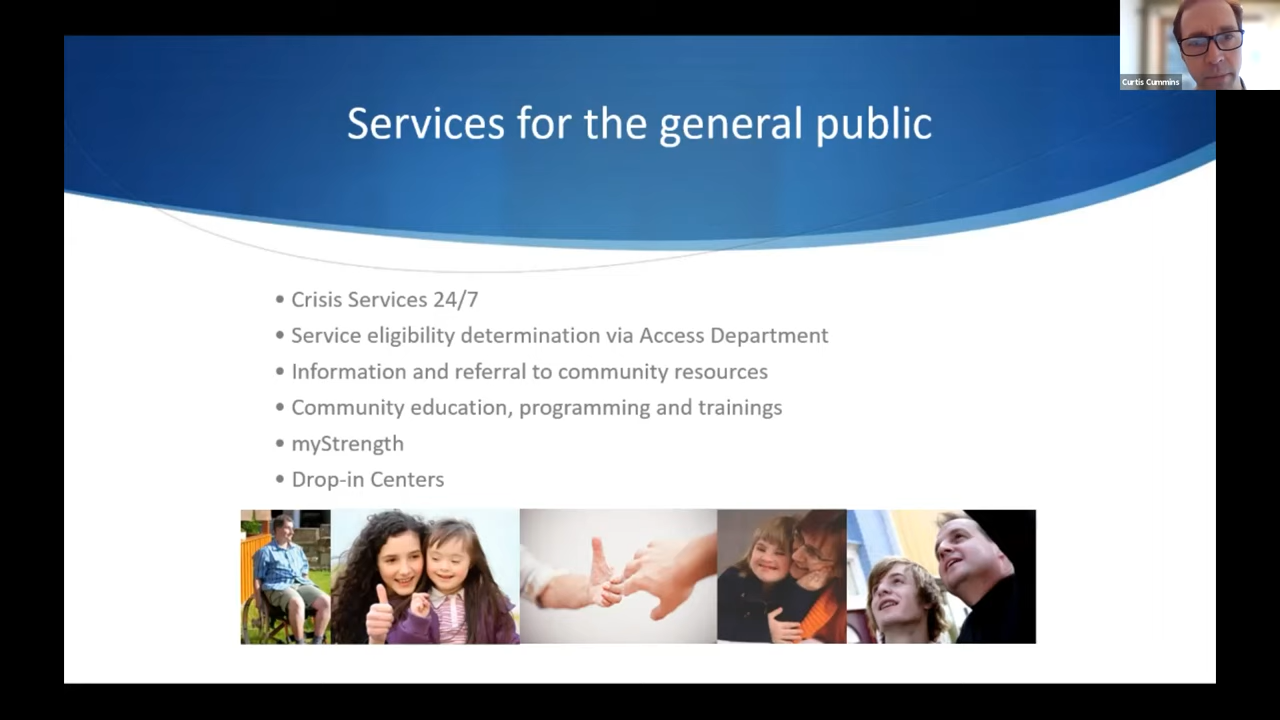 Curtis Cummins
Services for the general public
• Crisis Services 24/7
• Service eligibility determination via Access Department
• Information and referral to community resources
• Community education, programming and trainings
• myStrength
• Drop-in Centers